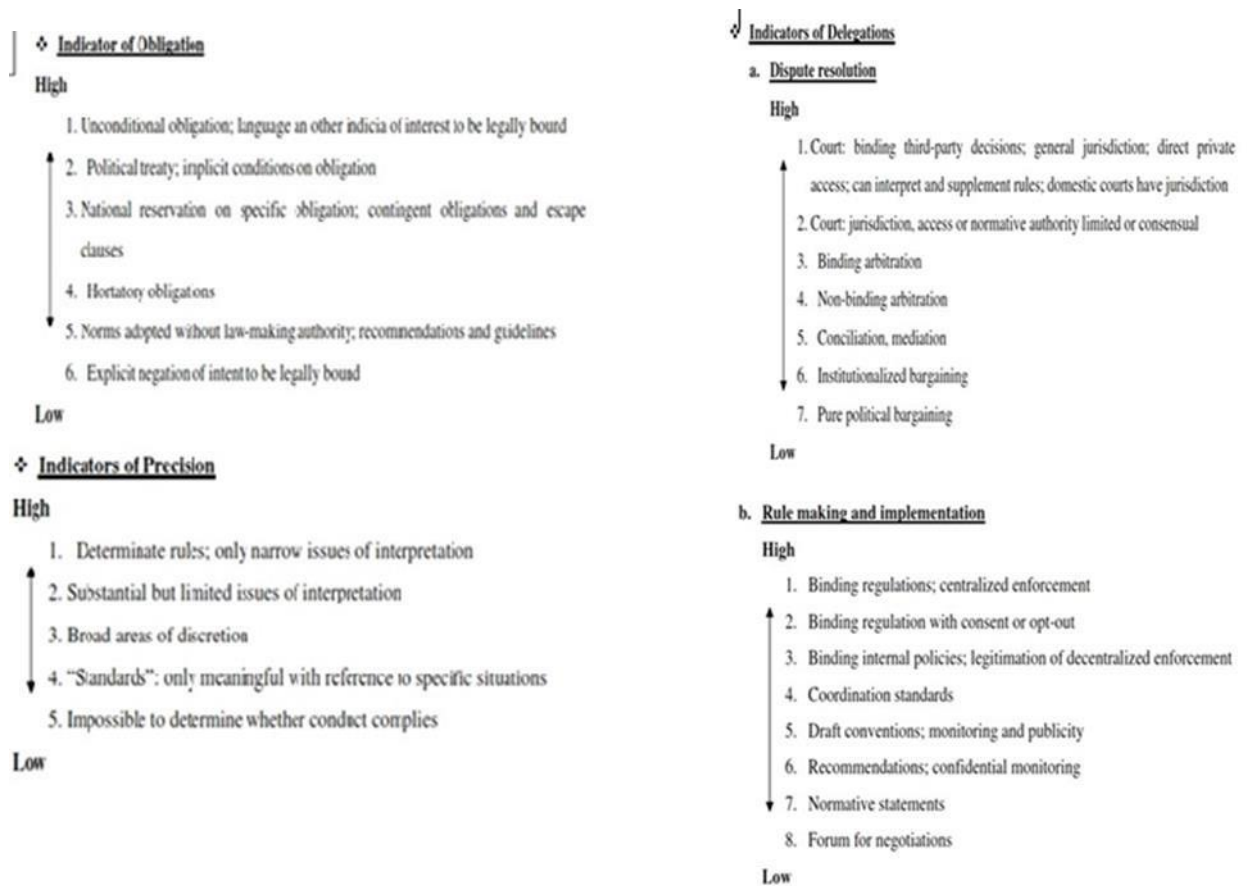 ❖ Indicator of Obligation
High
1. Unconditional obligation; language an other indicia of interest to be legally bound
2. Political treaty; implicit conditions on obligation
3. National reservation on specific obligation; contingent obligations and escape
clauses
4. Hortatory obligations
5. Norms adopted without law-making authority; recommendations and guidelines
6. Explicit negation of intent to be legally bound
Low
❖ Indicators of Precision
High
1. Determinate rules; only narrow issues of interpretation
2. Substantial but limited issues of interpretation
3. Broad areas of discretion
4. “Standards”: only meaningful with reference to specific situations
5. Impossible to determine whether conduct complies
Low
❖ Indicators of Delegations
a. Dispute resolution
High
1. Court: binding third-party decisions; general jurisdiction; direct private
access; can interpret and supplement rules; domestic courts have jurisdiction
2. Court: jurisdiction, access or normative authority limited or consensual
3. Binding arbitration
4. Non-binding arbitration
5. Conciliation, mediation
6. Institutionalized bargaining
7. Pure political bargaining
Low
b. Rule making and implementation
High
1. Binding regulations; centralized enforcement
2. Binding regulation with consent or opt-out
3. Binding internal policies; legitimation of decentralized enforcement
4. Coordination standards
5. Draft conventions; monitoring and publicity
6. Recommendations; confidential monitoring
7. Normative statements
8. Forum for negotiations
Low